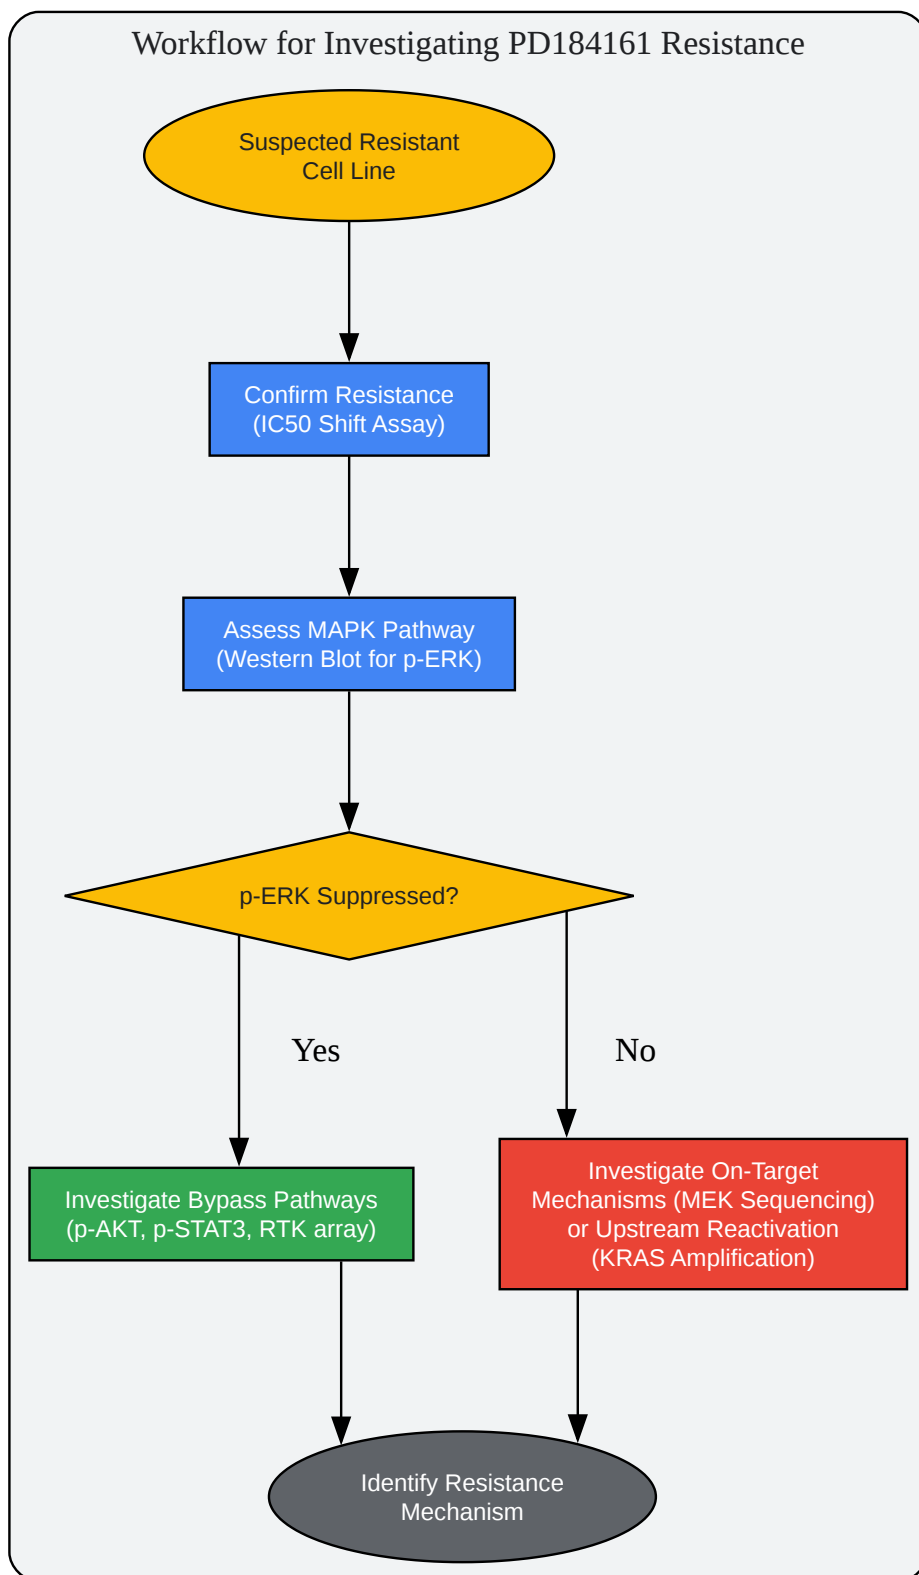 Workflow for Investigating PD184161 Resistance
Suspected Resistant
Cell Line
Confirm Resistance
(IC50 Shift Assay)
Assess MAPK Pathway
(Western Blot for p-ERK)
p-ERK Suppressed?
Yes
No
Investigate Bypass Pathways
(p-AKT, p-STAT3, RTK array)
Investigate On-Target
Mechanisms (MEK Sequencing)
or Upstream Reactivation
(KRAS Amplification)
Identify Resistance
Mechanism